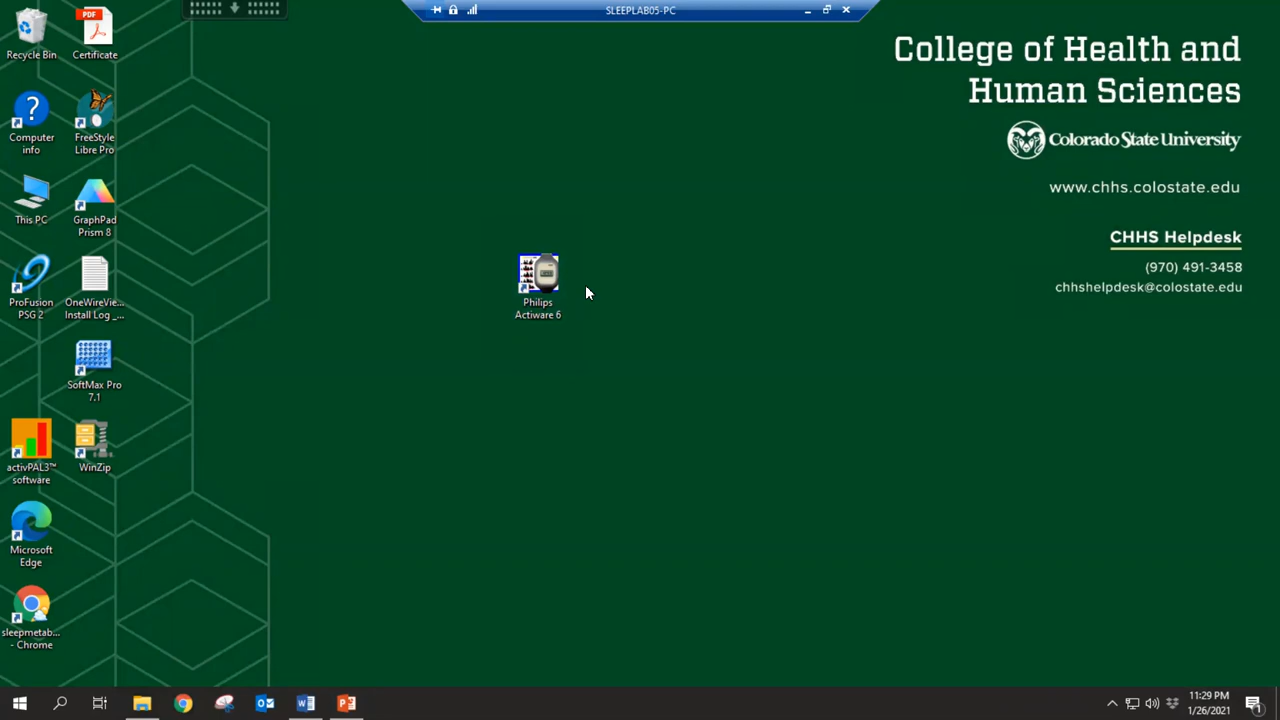 SLEEPLAB05-PC
PDF
Recycle Bin
Certificate
Computer
info
FreeStyle
Libre Pro
This PC
GraphPad
Prism 8
ProFusion
PSG 2
OneWireVie...
Install Log _...
SoftMax Pro
7.1
activPAL3™
software
WinZip
Microsoft
Edge
sleepmetab...
- Chrome
Philips
Actiware 6
College of Health and
Human Sciences
Colorado State University
www.chhs.colostate.edu
CHHS Helpdesk
(970) 491-3458
chhshelpdesk@colostate.edu
11:29 PM
1/26/2021
1